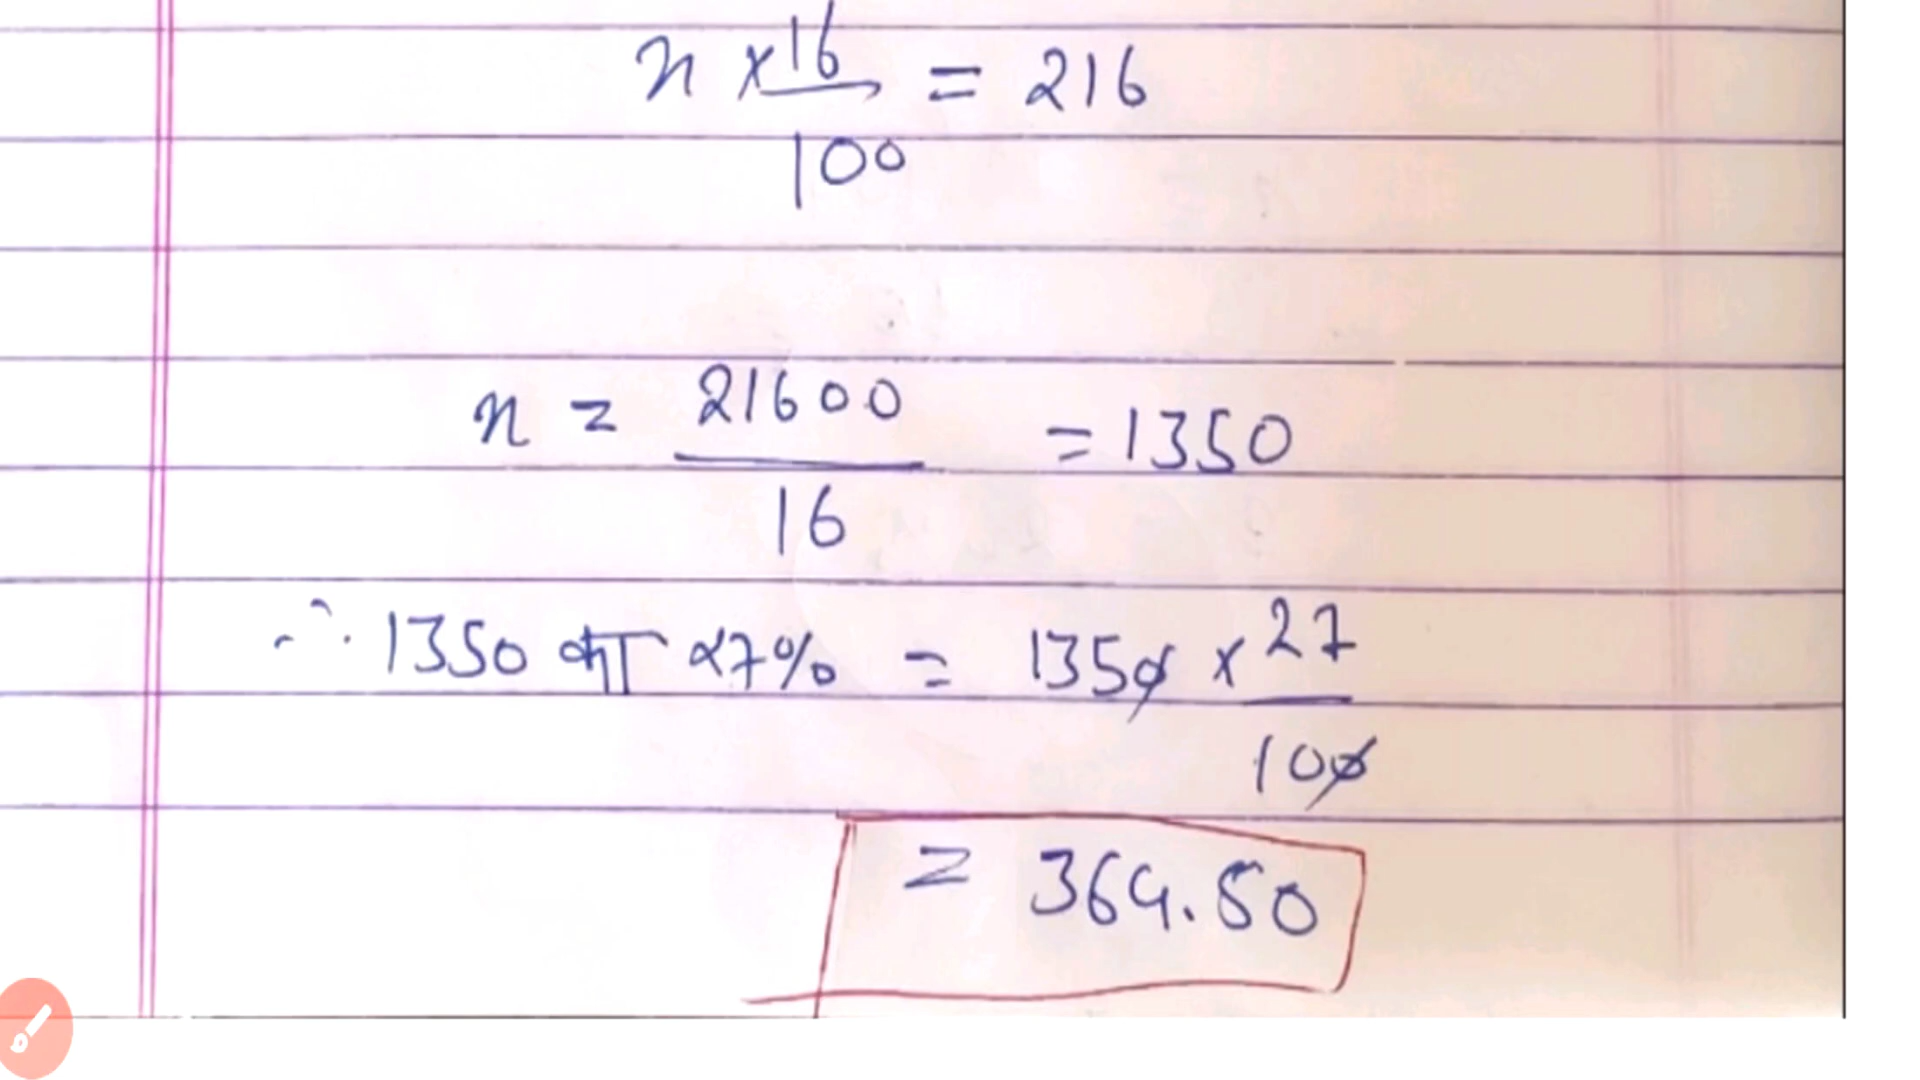 x × 16/100 = 216
x = 21600/16 = 1350
∴ 1350 का 27% = 1350 × 27/100
= 364.50